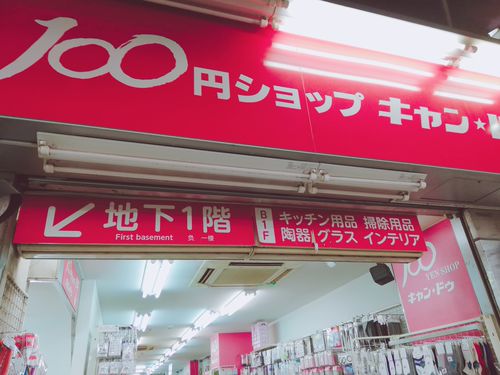 100円ショップ キャン★
地下1階
First basement 负一楼
B1F
キッチン用品 掃除用品
陶器 グラス インテリア
100
YEN SHOP
キャン・ドゥ